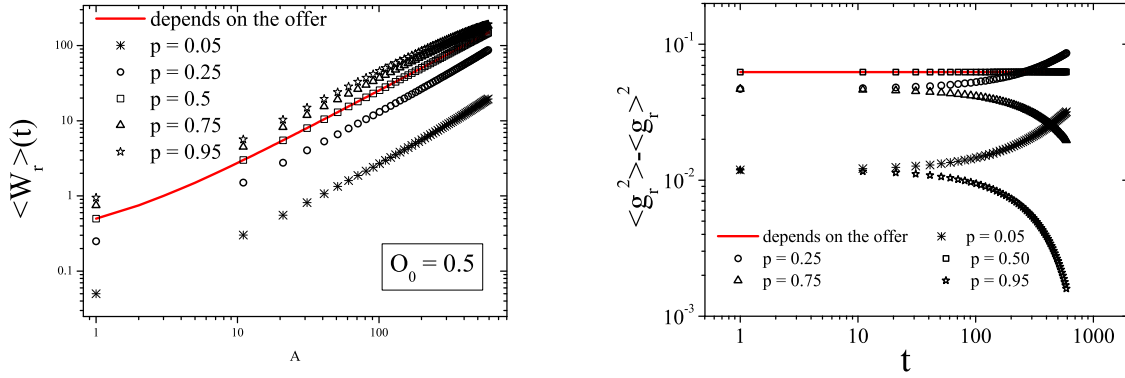 <W_r>(t)
100
10
1
0.1
depends on the offer
p = 0.05
p = 0.25
p = 0.5
p = 0.75
p = 0.95
O_0 = 0.5
1 10 100
A
<g_r^2>-<g_r>^2
10^-1
10^-2
10^-3
depends on the offer p = 0.05
p = 0.25 p = 0.50
p = 0.75 p = 0.95
1 10 100 1000
t